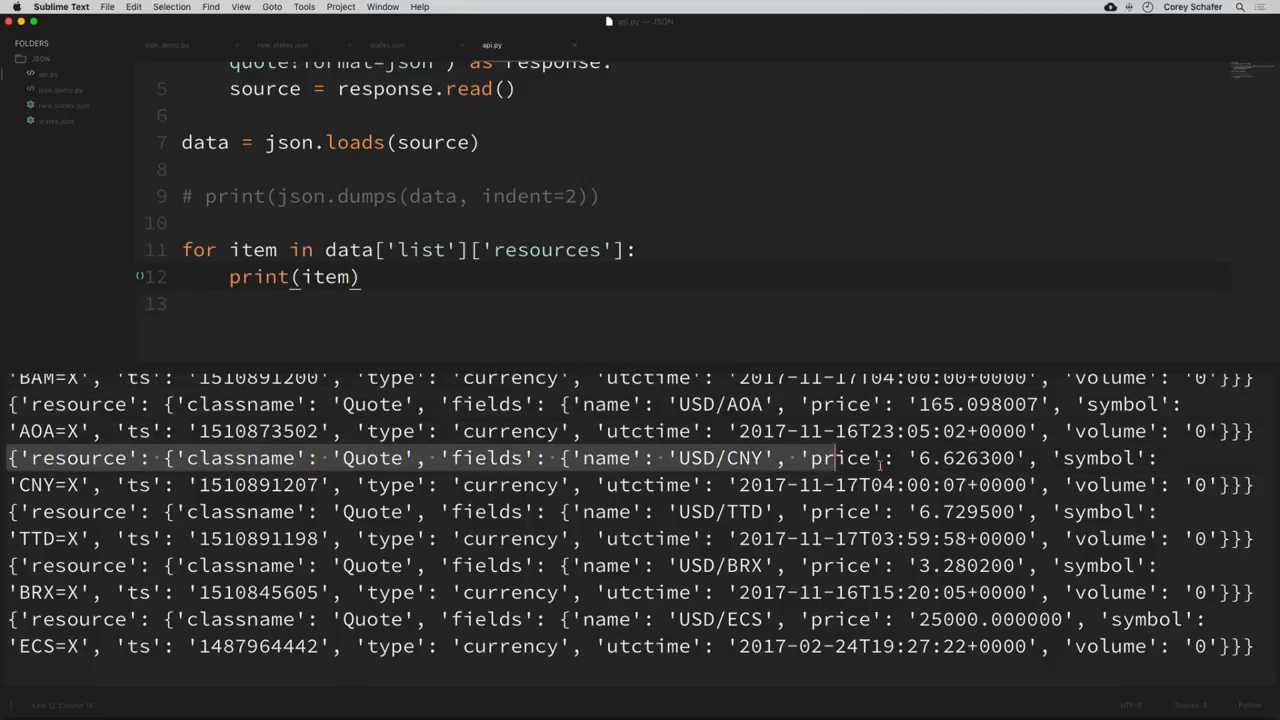 Sublime Text File Edit Selection Find View Goto Tools Project Window Help Corey Schafer
api.py — JSON
FOLDERS
JSON
api.py
json_demo.py
new_states.json
states.json
json_demo.py new_states.json states.json api.py
quote?format=json") as response:
5 source = response.read()
6
7 data = json.loads(source)
8
9 # print(json.dumps(data, indent=2))
10
11 for item in data['list']['resources']:
12 print(item)
13
'BAM=X', 'ts': '1510891200', 'type': 'currency', 'utctime': '2017-11-17T04:00:00+0000', 'volume': '0'}}}
{'resource': {'classname': 'Quote', 'fields': {'name': 'USD/AOA', 'price': '165.098007', 'symbol':
'AOA=X', 'ts': '1510873502', 'type': 'currency', 'utctime': '2017-11-16T23:05:02+0000', 'volume': '0'}}}
{'resource': {'classname': 'Quote', 'fields': {'name': 'USD/CNY', 'price': '6.626300', 'symbol':
'CNY=X', 'ts': '1510891207', 'type': 'currency', 'utctime': '2017-11-17T04:00:07+0000', 'volume': '0'}}}
{'resource': {'classname': 'Quote', 'fields': {'name': 'USD/TTD', 'price': '6.729500', 'symbol':
'TTD=X', 'ts': '1510891198', 'type': 'currency', 'utctime': '2017-11-17T03:59:58+0000', 'volume': '0'}}}
{'resource': {'classname': 'Quote', 'fields': {'name': 'USD/BRX', 'price': '3.280200', 'symbol':
'BRX=X', 'ts': '1510845605', 'type': 'currency', 'utctime': '2017-11-16T15:20:05+0000', 'volume': '0'}}}
{'resource': {'classname': 'Quote', 'fields': {'name': 'USD/ECS', 'price': '25000.000000', 'symbol':
'ECS=X', 'ts': '1487964442', 'type': 'currency', 'utctime': '2017-02-24T19:27:22+0000', 'volume': '0'}}}
Line 12, Column 15 UTF-8 Python